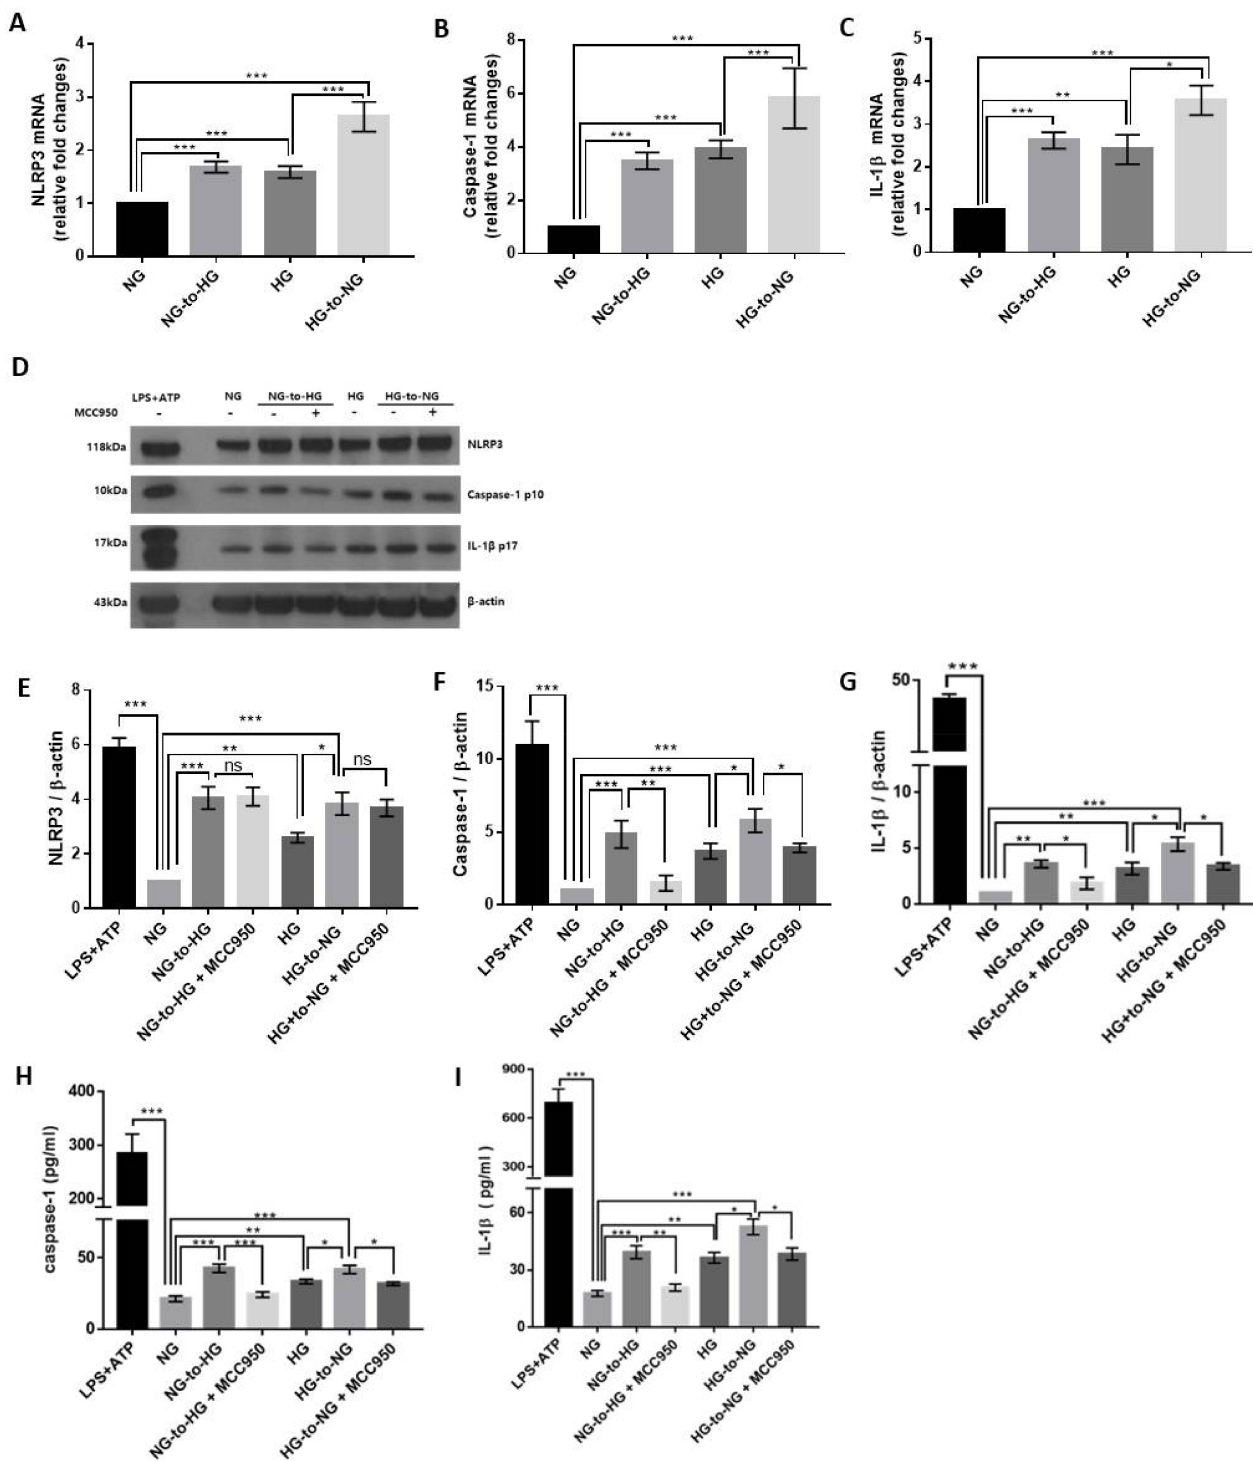 A
NLRP3 mRNA
(relative fold changes)
4
3
2
1
0
***
***
***
***
NG
NG-to-HG
HG
HG-to-NG
B
Caspase-1 mRNA
(relative fold changes)
8
6
4
2
0
***
***
***
***
NG
NG-to-HG
HG
HG-to-NG
C
IL-1β mRNA
(relative fold changes)
5
4
3
2
1
0
***
*
**
***
NG
NG-to-HG
HG
HG-to-NG
D
LPS+ATP NG NG-to-HG HG HG-to-NG
MCC950 - - - + - - +
118kDa NLRP3
10kDa Caspase-1 p10
17kDa IL-1β p17
43kDa β-actin
E
NLRP3 / β-actin
8
6
4
2
0
***
***
**
*
***
ns
ns
LPS+ATP
NG
NG-to-HG
NG-to-HG + MCC950
HG
HG-to-NG
HG+to-NG + MCC950
F
Caspase-1 / β-actin
15
10
5
0
***
***
***
*
*
***
**
LPS+ATP
NG
NG-to-HG
NG-to-HG + MCC950
HG
HG-to-NG
HG+to-NG + MCC950
G
IL-1β / β-actin
50
10
5
0
***
***
**
*
*
**
*
LPS+ATP
NG
NG-to-HG
NG-to-HG + MCC950
HG
HG-to-NG
HG+to-NG + MCC950
H
caspase-1 (pg/ml)
400
300
200
50
0
***
***
**
***
***
*
*
LPS+ATP
NG
NG-to-HG
NG-to-HG + MCC950
HG
HG-to-NG
HG-to-NG + MCC950
I
IL-1β ( pg/ml )
900
600
300
60
30
0
***
***
**
*
*
***
**
LPS+ATP
NG
NG-to-HG
NG-to-HG + MCC950
HG
HG-to-NG
HG-to-NG + MCC950